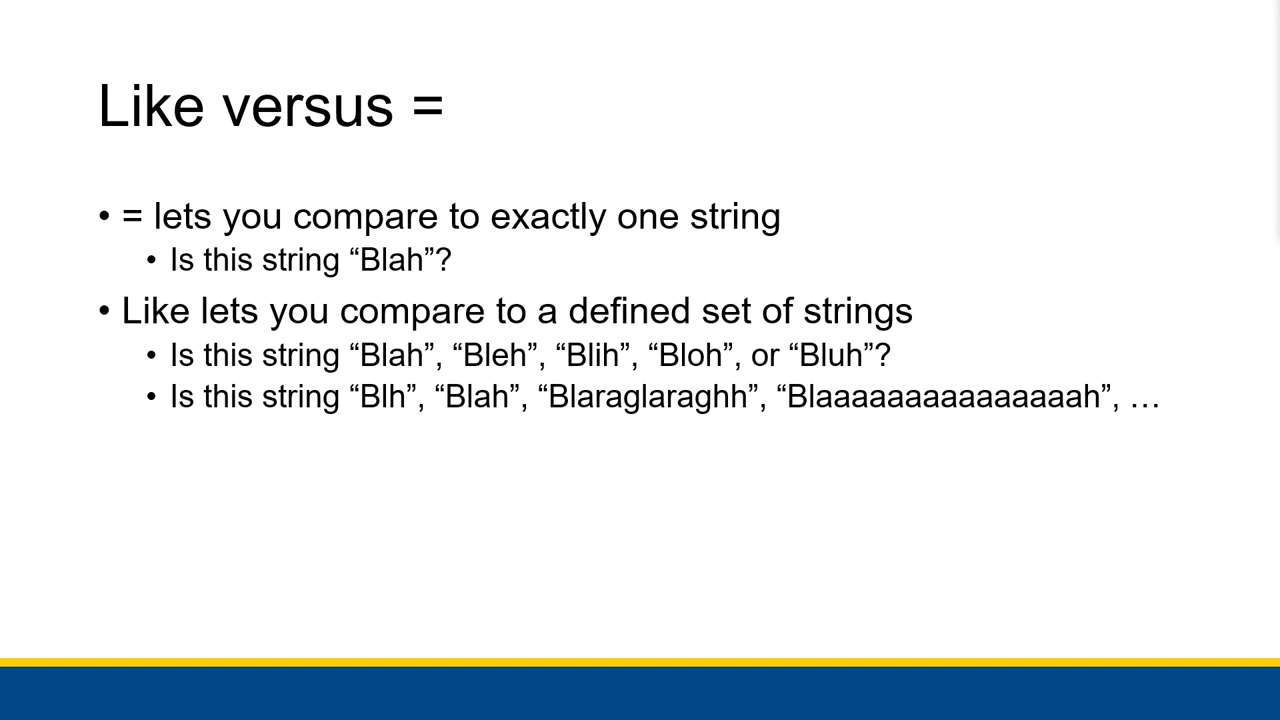 Like versus =
• = lets you compare to exactly one string
• Is this string “Blah”?
• Like lets you compare to a defined set of strings
• Is this string “Blah”, “Bleh”, “Blih”, “Bloh”, or “Bluh”?
• Is this string “Blh”, “Blah”, “Blaraglaraghh”, “Blaaaaaaaaaaaaaaah”, …